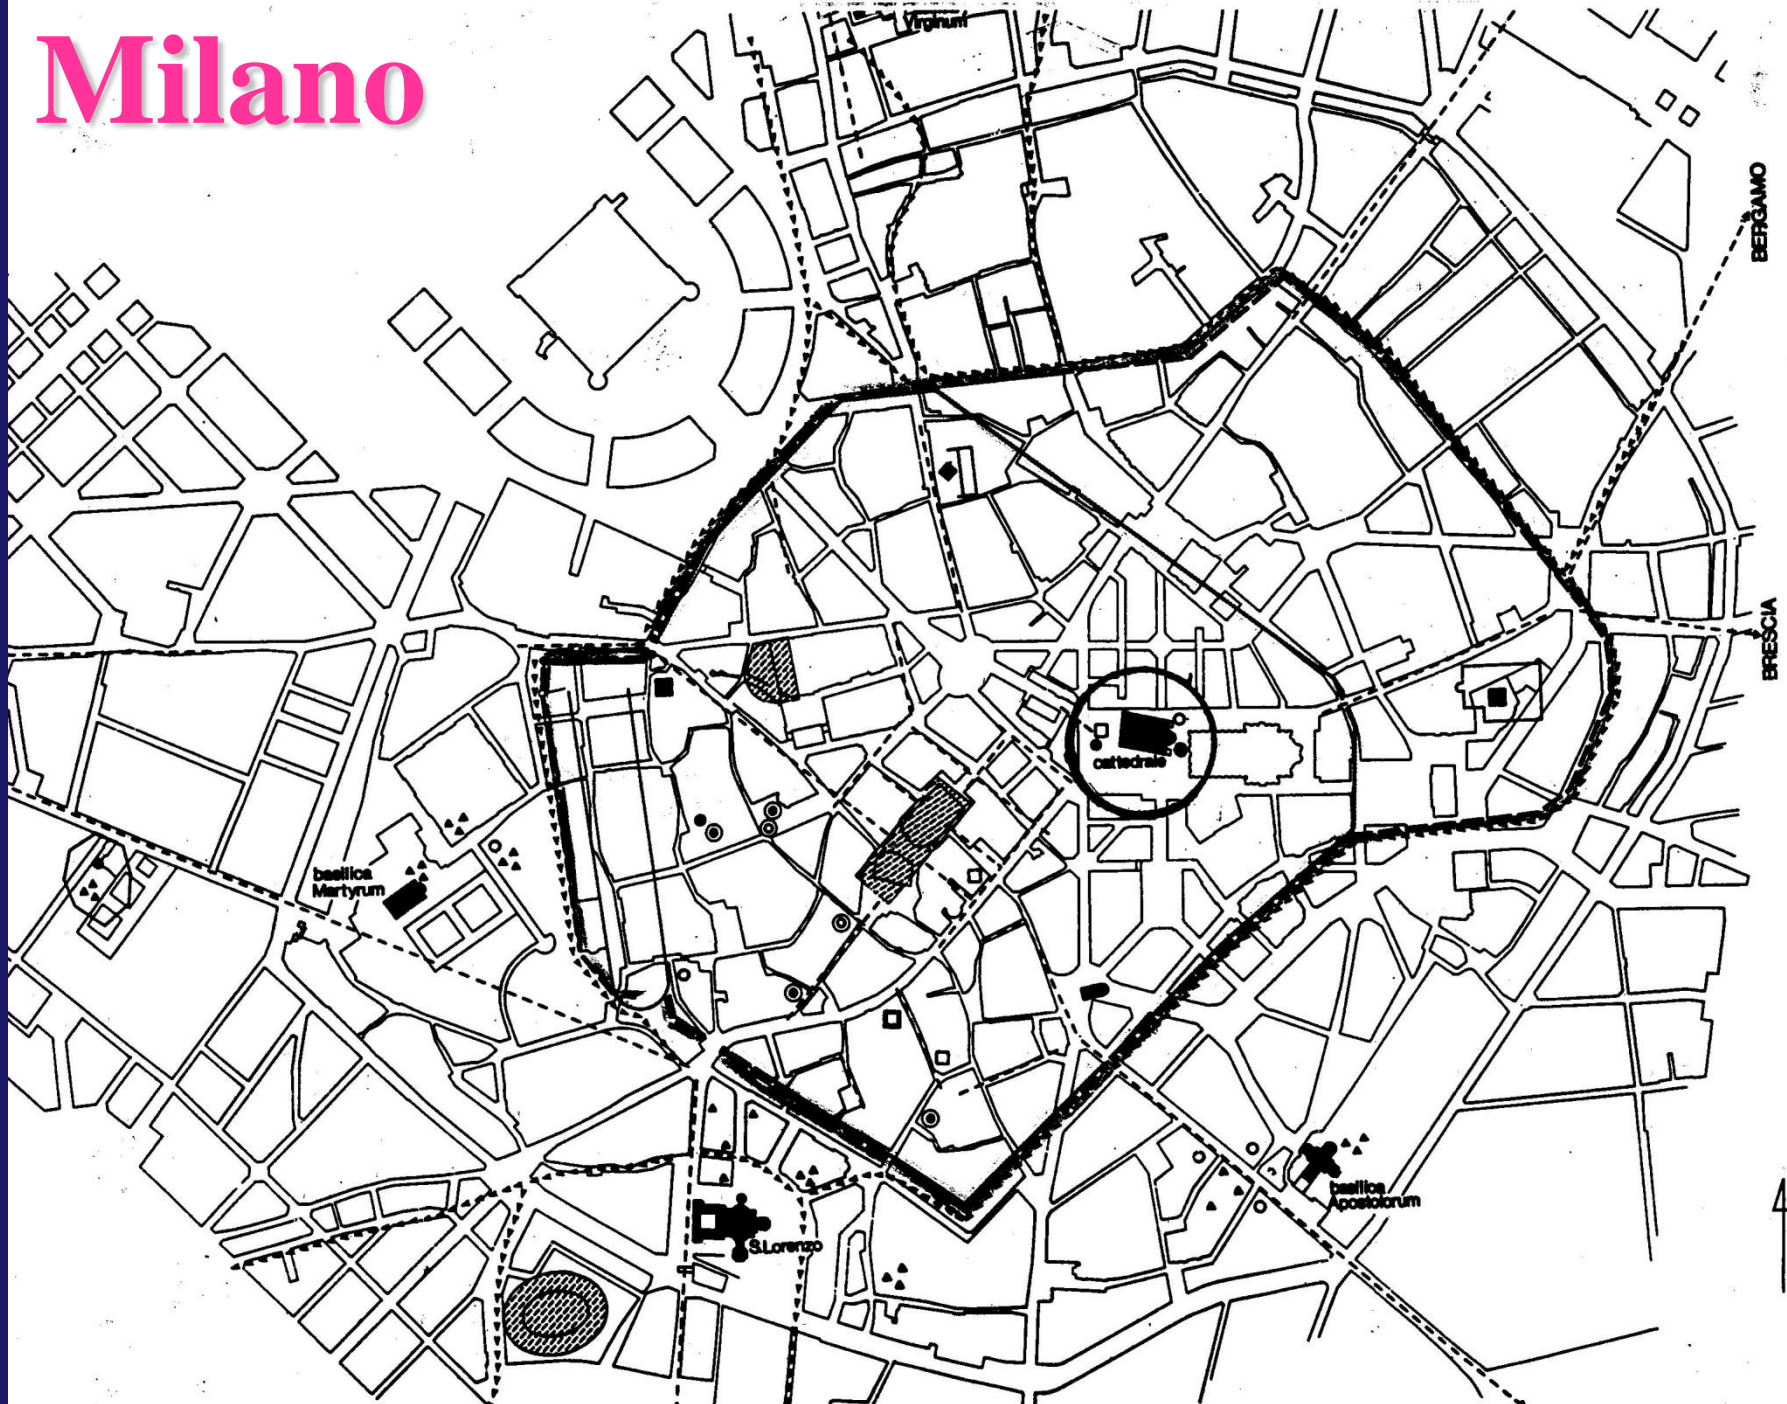 Milano
Virginum
BERGAMO
BRESCIA
cattedrale
basilica
Martyrum
basilica
Apostolorum
S.Lorenzo